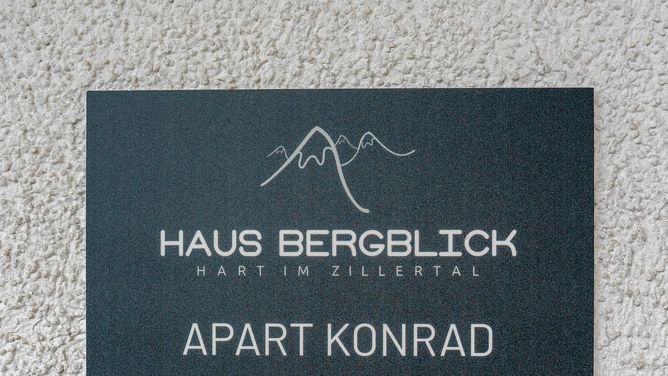 HAUS BERGBLICK
HART IM ZILLERTAL
APART KONRAD